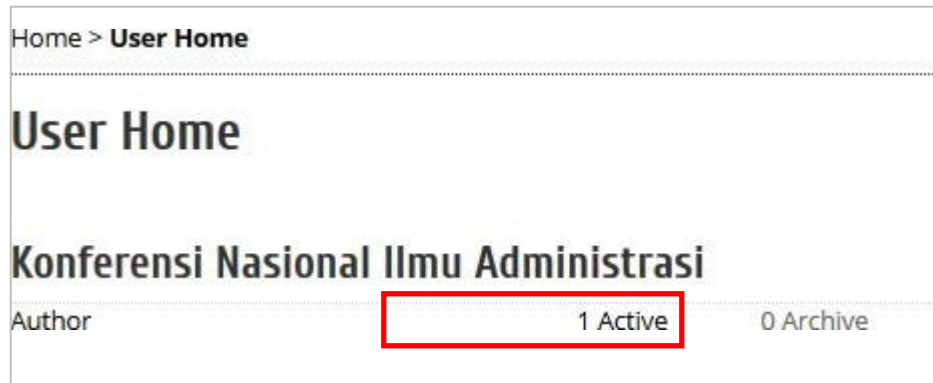 Home > User Home
User Home
Konferensi Nasional Ilmu Administrasi
Author 1 Active 0 Archive